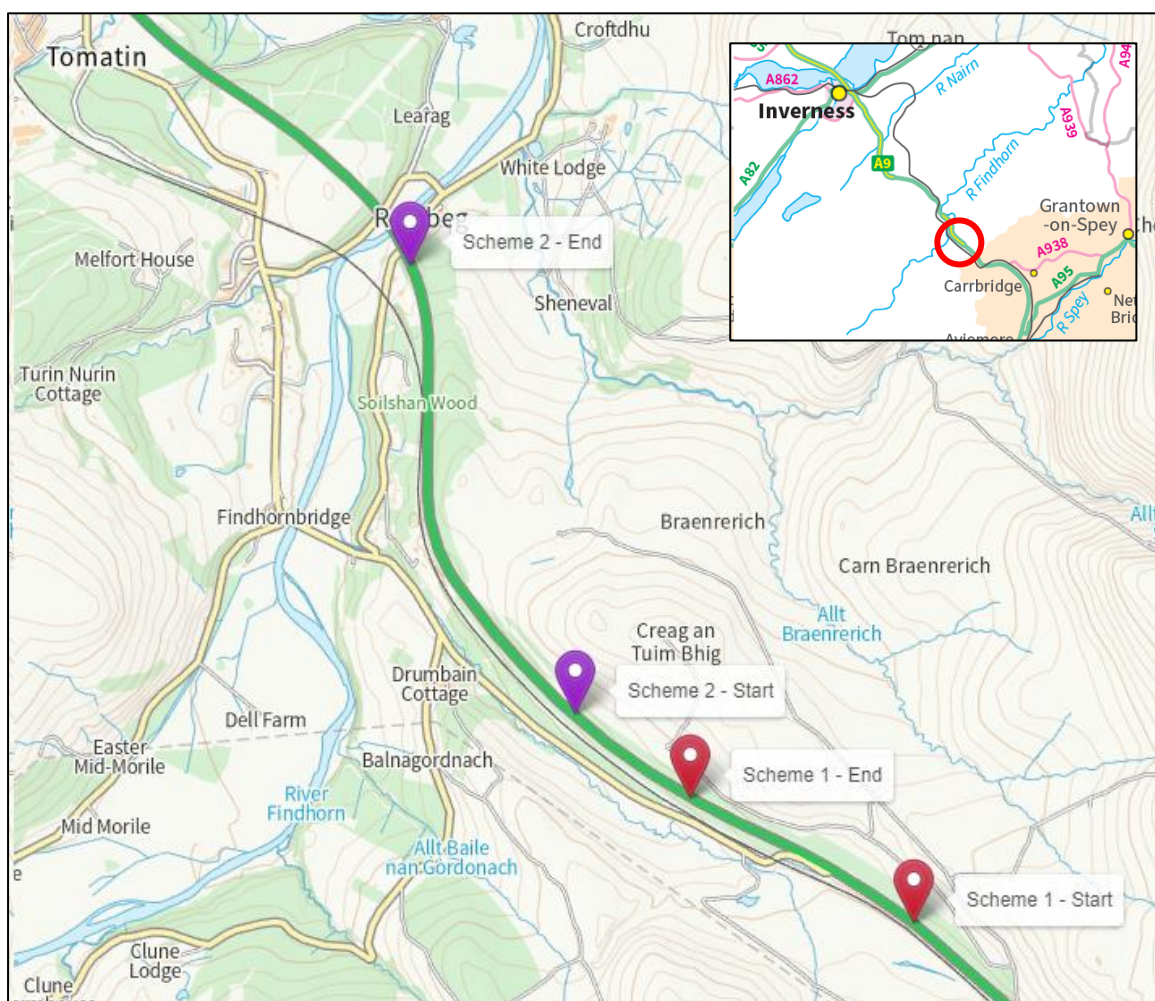 Tomatin
Croftdhu
Learag
White Lodge
Scheme 2 - End
Melfort House
Sheneval
Turin Nurin
Cottage
Soilshan Wood
Findhornbridge
Braenrerich
Carn Braenrerich
Allt
Braenrerich
Creag an
Tuim Bhig
Scheme 2 - Start
Drumbain
Cottage
Dell Farm
Easter
Mid-Morile
Balnagordnach
Scheme 1 - End
River
Findhorn
Mid Morile
Allt Baile
nan Gordonach
Scheme 1 - Start
Clune
Lodge
Clune
A862
Inverness
R Nairn
A9
A82
R Findhorn
A939
A94
Grantown
-on-Spey
A938
Carrbridge
A95
R Spey